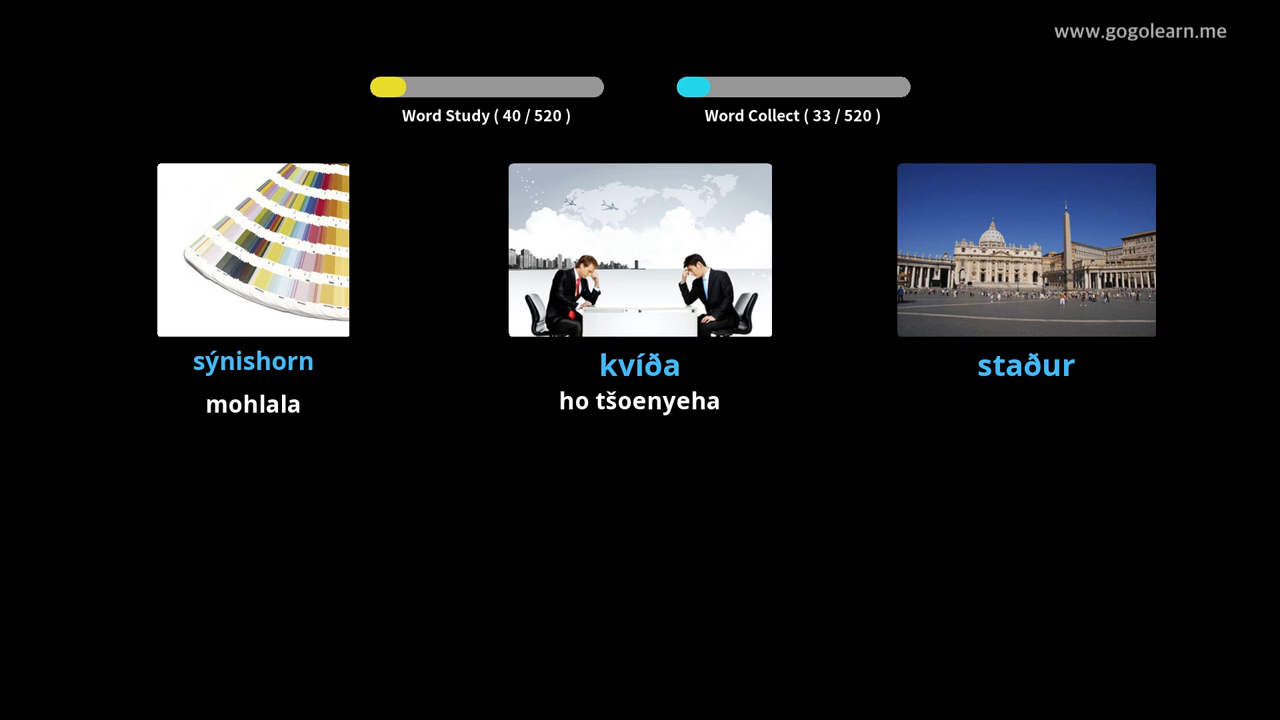 www.gogolearn.me
Word Study ( 40 / 520 )
Word Collect ( 33 / 520 )
sýnishorn
mohlala
kvíða
ho tšoenyeha
staður